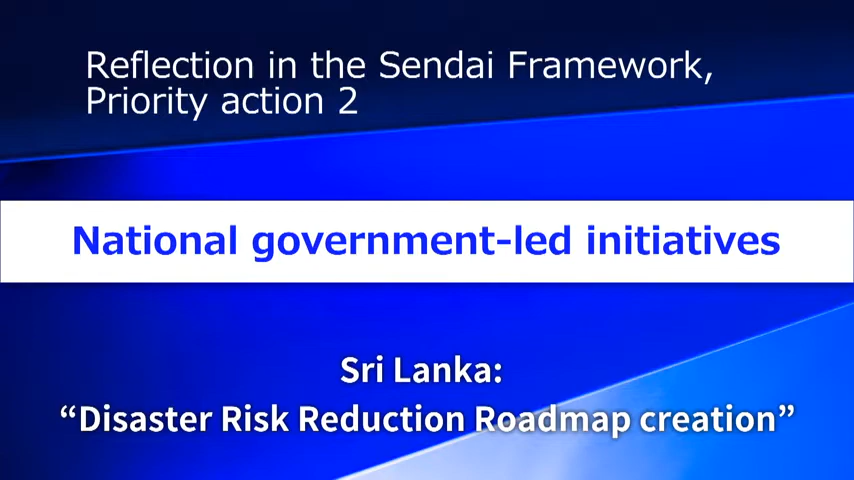 Reflection in the Sendai Framework,
Priority action 2
National government-led initiatives
Sri Lanka:
“Disaster Risk Reduction Roadmap creation”